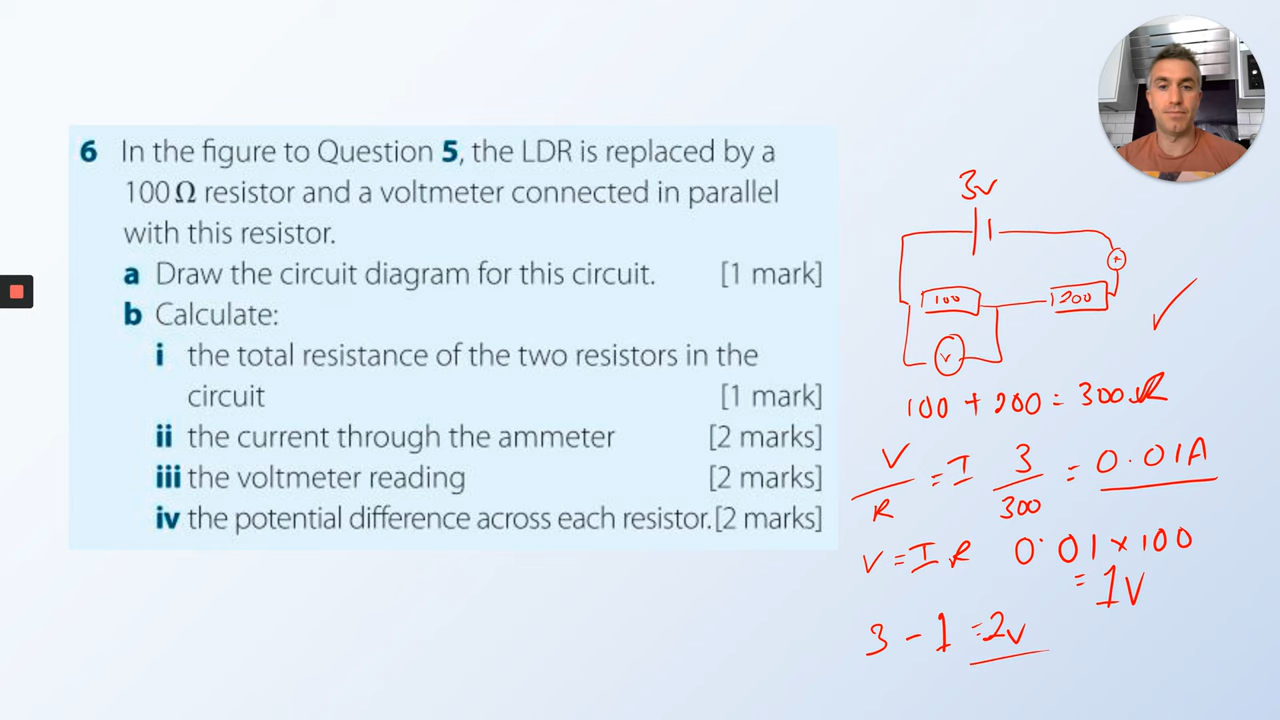 6 In the figure to Question 5, the LDR is replaced by a
100 Ω resistor and a voltmeter connected in parallel
with this resistor.
a Draw the circuit diagram for this circuit. [1 mark]
b Calculate:
i the total resistance of the two resistors in the
circuit [1 mark]
ii the current through the ammeter [2 marks]
iii the voltmeter reading [2 marks]
iv the potential difference across each resistor. [2 marks]
3v
100
200
V
100 + 200 = 300Ω
V/R = I 3/300 = 0.01A
V = IR 0.01 × 100
= 1V
3 - 1 = 2v